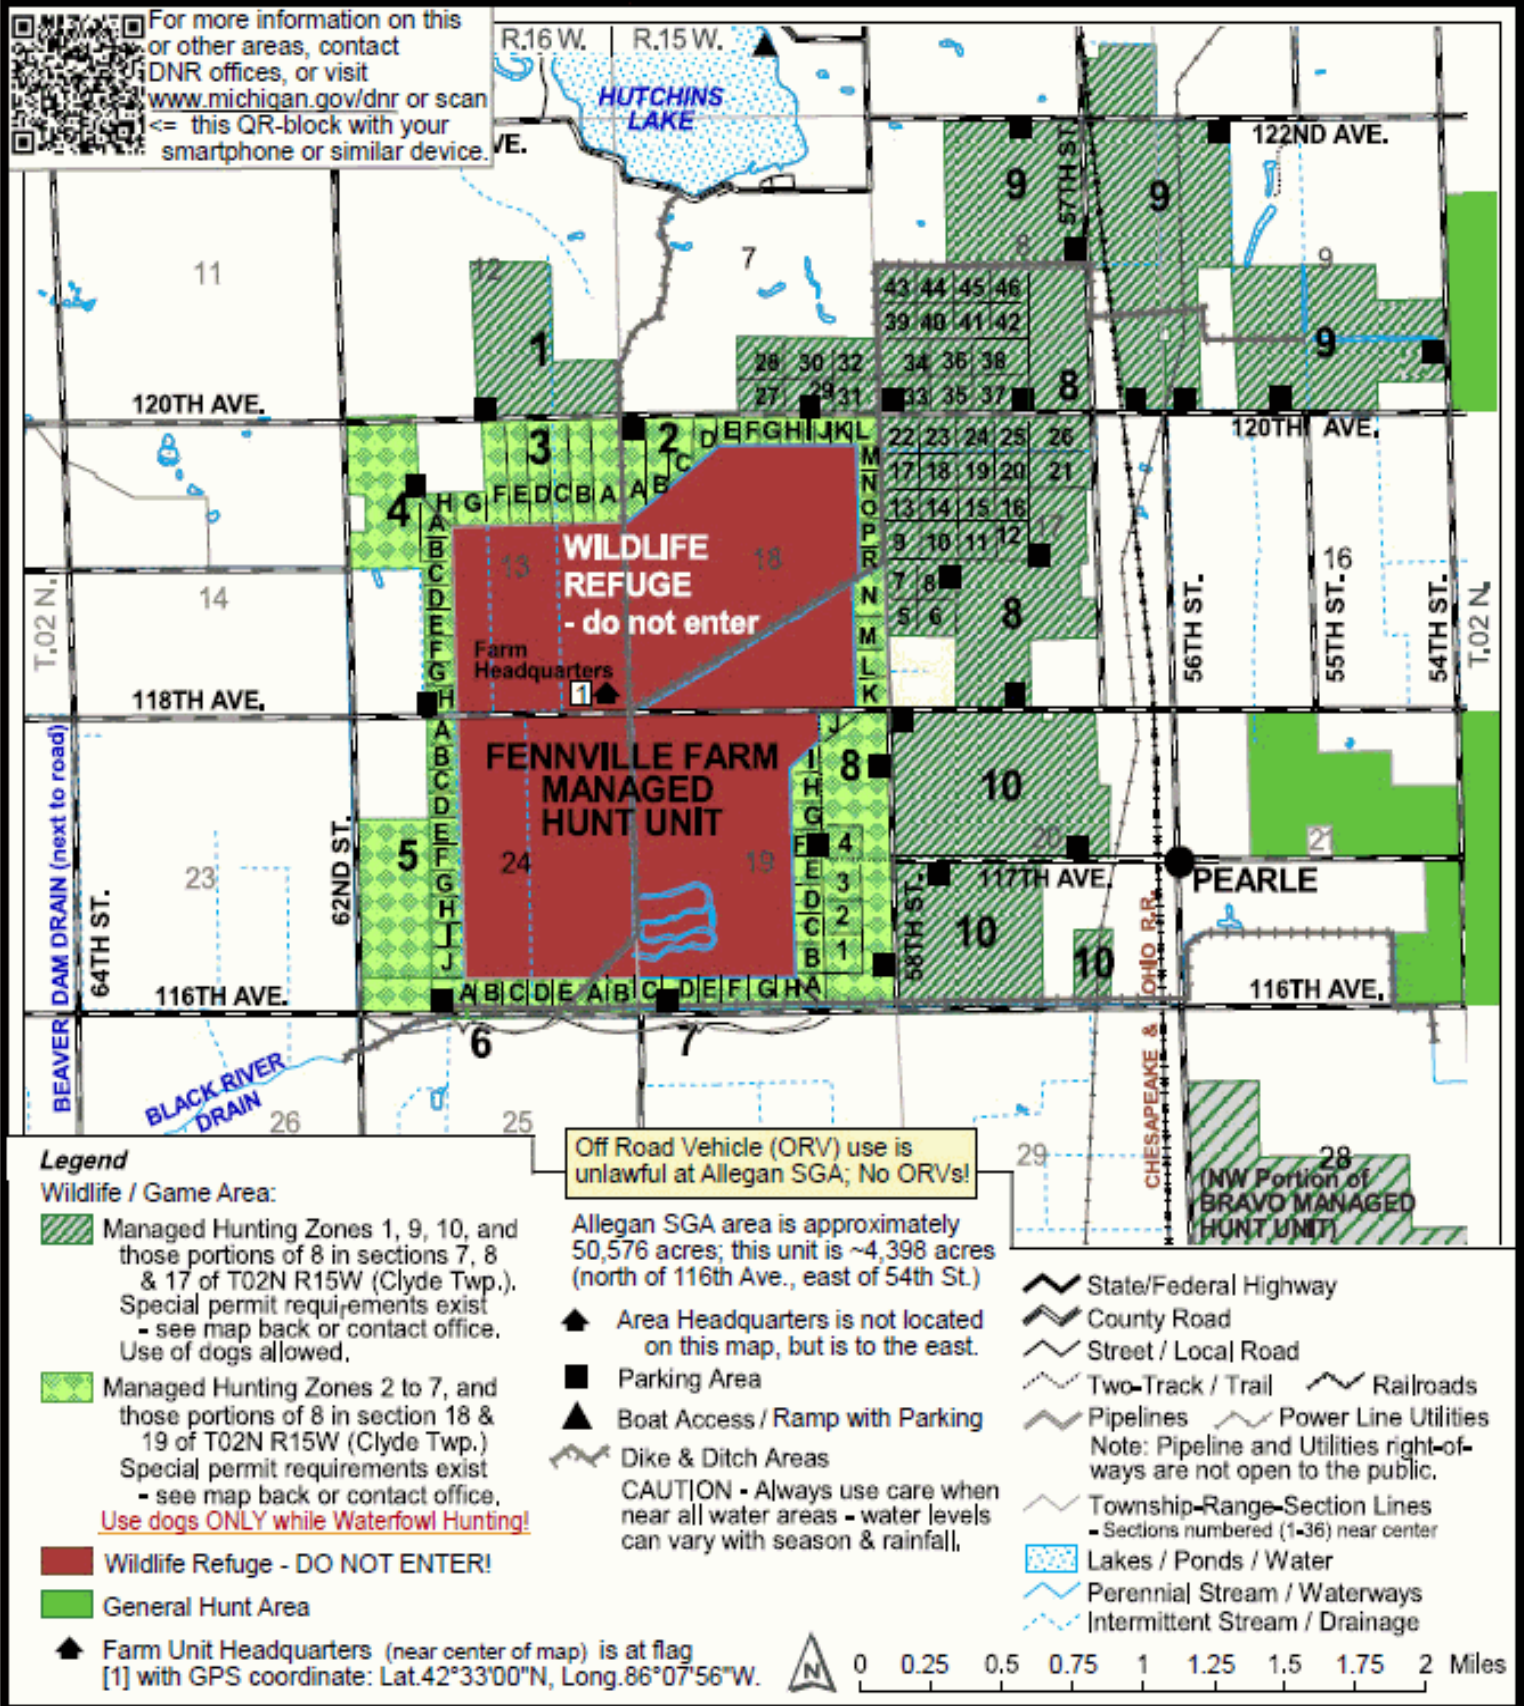 For more information on this
or other areas, contact
DNR offices, or visit
www.michigan.gov/dnr or scan
<= this QR-block with your
smartphone or similar device.
R.16 W. R.15 W.
HUTCHINS
LAKE
VE.
122ND AVE.
57TH ST.
9 9
8
7
11
12
9
43 44 45 46
39 40 41 42
1
28 30 32
34 36 38
9
27 29 31
33 35 37
8
120TH AVE.
120TH AVE.
3
2
D E F G H I J K L
22 23 24 25 26
C
M
17 18 19 20 21
H G F E D C B A A B
N
4
O
13 14 15 16
A
P
9 10 11 12 17
B
R
WILDLIFE
REFUGE
- do not enter
13
18
16
C
7 8
14
D
N
5 6
8
E
M
F
L
G
K
H
Farm
Headquarters
1
T.02 N.
T.02 N.
56TH ST.
55TH ST.
54TH ST.
118TH AVE.
FENNVILLE FARM
MANAGED
HUNT UNIT
A
B
C
D
E
F
G
H
I
J
J
I
H
G
F
E
D
C
B
A
8
4
3
2
1
10
20
21
5
24
19
23
117TH AVE.
PEARLE
10
10
62ND ST.
64TH ST.
58TH ST.
BEAVER DAM DRAIN (next to road)
116TH AVE.
A B C D E A B C D E F G H
116TH AVE.
6
7
BLACK RIVER
DRAIN
26
25
29
28
CHESAPEAKE & OHIO R.R.
(NW Portion of
BRAVO MANAGED
HUNT UNIT)
Legend
Wildlife / Game Area:
Managed Hunting Zones 1, 9, 10, and
those portions of 8 in sections 7, 8
& 17 of T02N R15W (Clyde Twp.).
Special permit requirements exist
- see map back or contact office.
Use of dogs allowed.
Managed Hunting Zones 2 to 7, and
those portions of 8 in section 18 &
19 of T02N R15W (Clyde Twp.)
Special permit requirements exist
- see map back or contact office.
Use dogs ONLY while Waterfowl Hunting!
Wildlife Refuge - DO NOT ENTER!
General Hunt Area
Farm Unit Headquarters (near center of map) is at flag
[1] with GPS coordinate: Lat.42°33'00"N, Long.86°07'56"W.
Off Road Vehicle (ORV) use is
unlawful at Allegan SGA; No ORVs!
Allegan SGA area is approximately
50,576 acres; this unit is ~4,398 acres
(north of 116th Ave., east of 54th St.)
Area Headquarters is not located
on this map, but is to the east.
Parking Area
Boat Access / Ramp with Parking
Dike & Ditch Areas
CAUTION - Always use care when
near all water areas - water levels
can vary with season & rainfall.
State/Federal Highway
County Road
Street / Local Road
Two-Track / Trail Railroads
Pipelines Power Line Utilities
Note: Pipeline and Utilities right-of-
ways are not open to the public.
Township-Range-Section Lines
- Sections numbered (1-36) near center
Lakes / Ponds / Water
Perennial Stream / Waterways
Intermittent Stream / Drainage
N
0 0.25 0.5 0.75 1 1.25 1.5 1.75 2 Miles